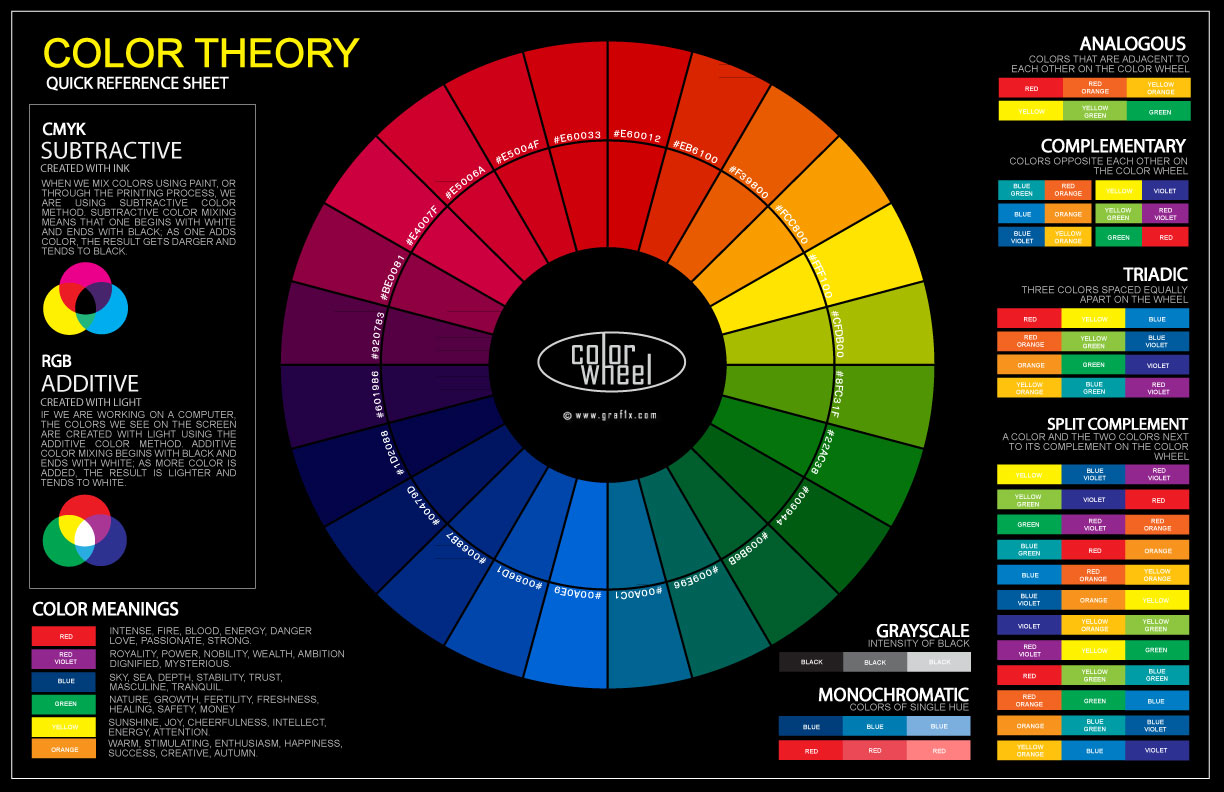 COLOR THEORY
QUICK REFERENCE SHEET
CMYK
SUBTRACTIVE
CREATED WITH INK
WHEN WE MIX COLORS USING PAINT, OR
THROUGH THE PRINTING PROCESS, WE
ARE USING SUBTRACTIVE COLOR
METHOD. SUBTRACTIVE COLOR MIXING
MEANS THAT ONE BEGINS WITH WHITE
AND ENDS WITH BLACK; AS ONE ADDS
COLOR, THE RESULT GETS DARGER AND
TENDS TO BLACK.
RGB
ADDITIVE
CREATED WITH LIGHT
IF WE ARE WORKING ON A COMPUTER,
THE COLORS WE SEE ON THE SCREEN
ARE CREATED WITH LIGHT USING THE
ADDITIVE COLOR METHOD. ADDITIVE
COLOR MIXING BEGINS WITH BLACK AND
ENDS WITH WHITE; AS MORE COLOR IS
ADDED, THE RESULT IS LIGHTER AND
TENDS TO WHITE.
COLOR MEANINGS
RED
INTENSE, FIRE, BLOOD, ENERGY, DANGER
LOVE, PASSIONATE, STRONG.
RED
VIOLET
ROYALITY, POWER, NOBILITY, WEALTH, AMBITION
DIGNIFIED, MYSTERIOUS.
BLUE
SKY, SEA, DEPTH, STABILITY, TRUST,
MASCULINE, TRANQUIL.
GREEN
NATURE, GROWTH, FERTILITY, FRESHNESS,
HEALING, SAFETY, MONEY
YELLOW
SUNSHINE, JOY, CHEERFULNESS, INTELLECT,
ENERGY, ATTENTION.
ORANGE
WARM, STIMULATING, ENTHUSIASM, HAPPINESS,
SUCCESS, CREATIVE, AUTUMN.
#E60012
#EB6100
#F39800
#FCC800
#FFF100
#CFDB00
#8FC31F
#22AC38
#009944
#009B6B
#009E96
#00A0C1
#00A0E9
#0086D1
#0068B7
#00479D
#1D2088
#601986
#920783
#BE0081
#E4007F
#E5006A
#E5004F
#E60033
color
wheel
© www.graf1x.com
ANALOGOUS
COLORS THAT ARE ADJACENT TO
EACH OTHER ON THE COLOR WHEEL
RED RED ORANGE YELLOW ORANGE
YELLOW YELLOW GREEN GREEN
COMPLEMENTARY
COLORS OPPOSITE EACH OTHER ON
THE COLOR WHEEL
BLUE GREEN RED ORANGE YELLOW VIOLET
BLUE ORANGE YELLOW GREEN RED VIOLET
BLUE VIOLET YELLOW ORANGE GREEN RED
TRIADIC
THREE COLORS SPACED EQUALLY
APART ON THE WHEEL
RED YELLOW BLUE
RED ORANGE YELLOW GREEN BLUE VIOLET
ORANGE GREEN VIOLET
YELLOW ORANGE BLUE GREEN RED VIOLET
SPLIT COMPLEMENT
A COLOR AND THE TWO COLORS NEXT
TO ITS COMPLEMENT ON THE COLOR
WHEEL
YELLOW BLUE VIOLET RED VIOLET
YELLOW GREEN VIOLET RED
GREEN RED VIOLET RED ORANGE
BLUE GREEN RED ORANGE
BLUE RED ORANGE YELLOW ORANGE
BLUE VIOLET ORANGE YELLOW
VIOLET YELLOW ORANGE YELLOW GREEN
RED VIOLET YELLOW GREEN
RED YELLOW GREEN BLUE GREEN
RED ORANGE GREEN BLUE
ORANGE BLUE GREEN BLUE VIOLET
YELLOW ORANGE BLUE VIOLET
GRAYSCALE
INTENSITY OF BLACK
BLACK BLACK BLACK
MONOCHROMATIC
COLORS OF SINGLE HUE
BLUE BLUE BLUE
RED RED RED